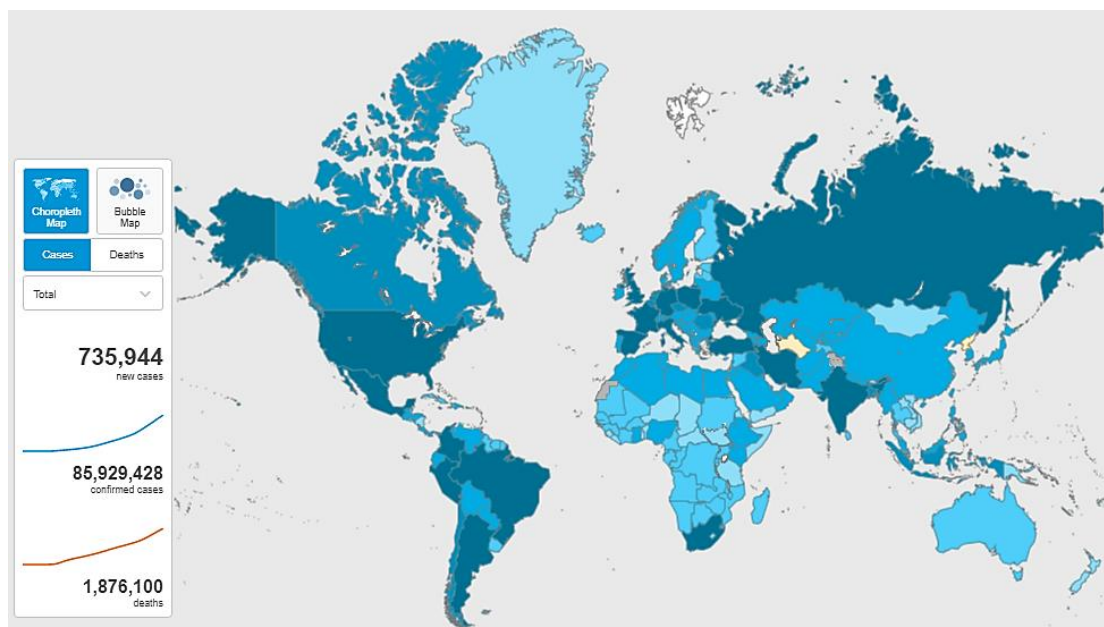 Choropleth
Map
Bubble
Map
Cases
Deaths
Total
735,944
new cases
85,929,428
confirmed cases
1,876,100
deaths